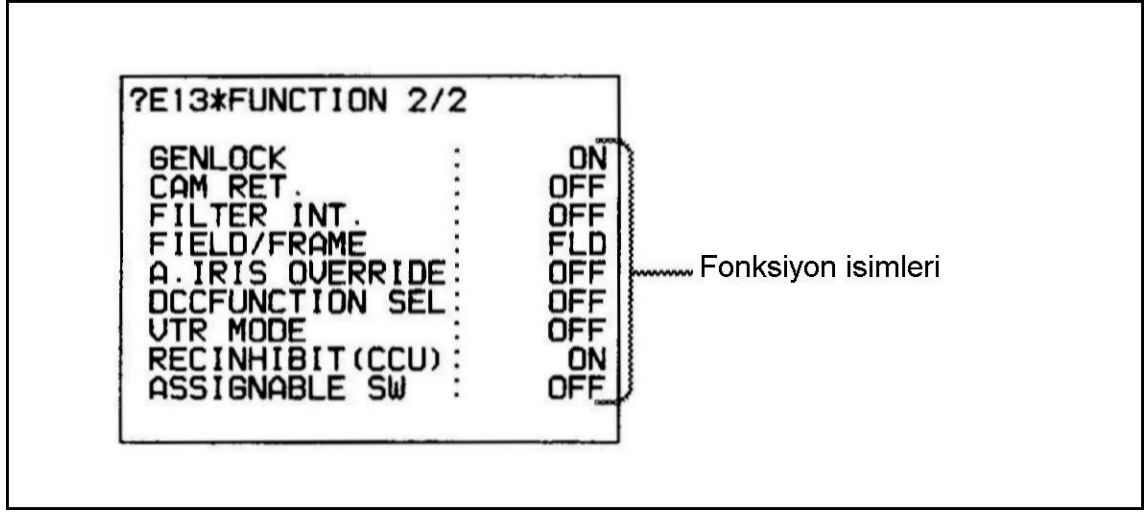 ?E13*FUNCTION 2/2
GENLOCK : ON
CAM RET. : OFF
FILTER INT. : OFF
FIELD/FRAME : FLD
A.IRIS OVERRIDE: OFF
DCCFUNCTION SEL: OFF
VTR MODE : OFF
RECINHIBIT(CCU): ON
ASSIGNABLE SW : OFF
Fonksiyon isimleri